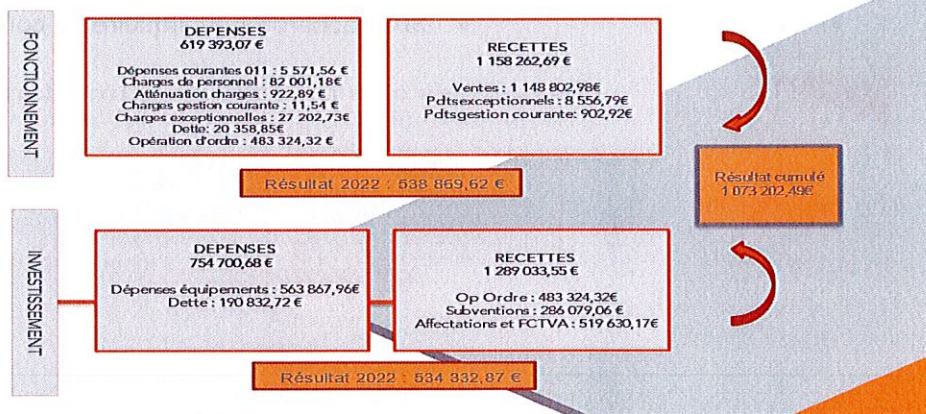 FONCTIONNEMENT
DEPENSES
619 393,07 €
Dépenses courantes 011 : 5 571,56 €
Charges de personnel : 82 001,18€
Atténuation charges : 922,89 €
Charges gestion courante : 11,54 €
Charges exceptionnelles : 27 202,73€
Dette: 20 358,85€
Opération d'ordre : 483 324,32 €
RECETTES
1 158 262,69 €
Ventes : 1 148 802,98€
Pdtsexceptionnels : 8 556,79€
Pdtsgestion courante: 902,92€
Résultat 2022 : 538 869,62 €
Résultat cumulé
1 073 202,49€
INVESTISSEMENT
DEPENSES
754 700,68 €
Dépenses équipements : 563 867,96€
Dette : 190 832,72€
RECETTES
1 289 033,55 €
Op Ordre : 483 324,32€
Subventions : 286 079,06 €
Affectations et FCTVA : 519 630,17€
Résultat 2022 : 534 332,87 €